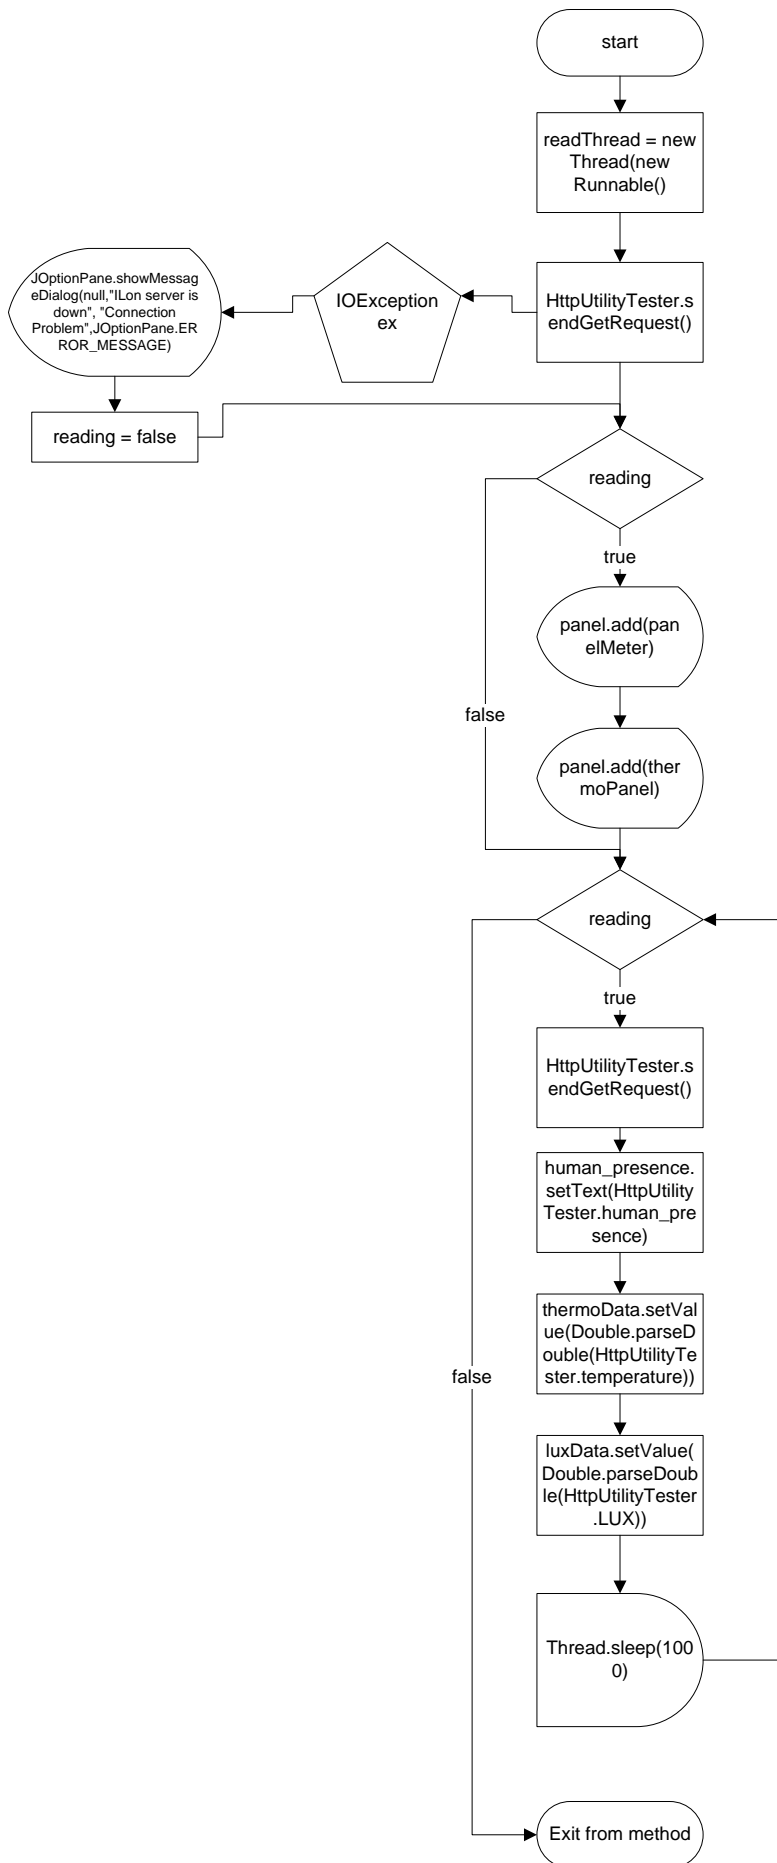 start
readThread = new
Thread(new
Runnable()
HttpUtilityTester.s
endGetRequest()
IOException
ex
JOptionPane.showMessag
eDialog(null,"ILon server is
down", "Connection
Problem",JOptionPane.ER
ROR_MESSAGE)
reading = false
reading
true
panel.add(pan
elMeter)
false
panel.add(ther
moPanel)
reading
true
HttpUtilityTester.s
endGetRequest()
human_presence.
setText(HttpUtility
Tester.human_pre
sence)
thermoData.setVal
ue(Double.parseD
ouble(HttpUtilityTe
ster.temperature))
false
luxData.setValue(
Double.parseDoub
le(HttpUtilityTester
.LUX))
Thread.sleep(100
0)
Exit from method